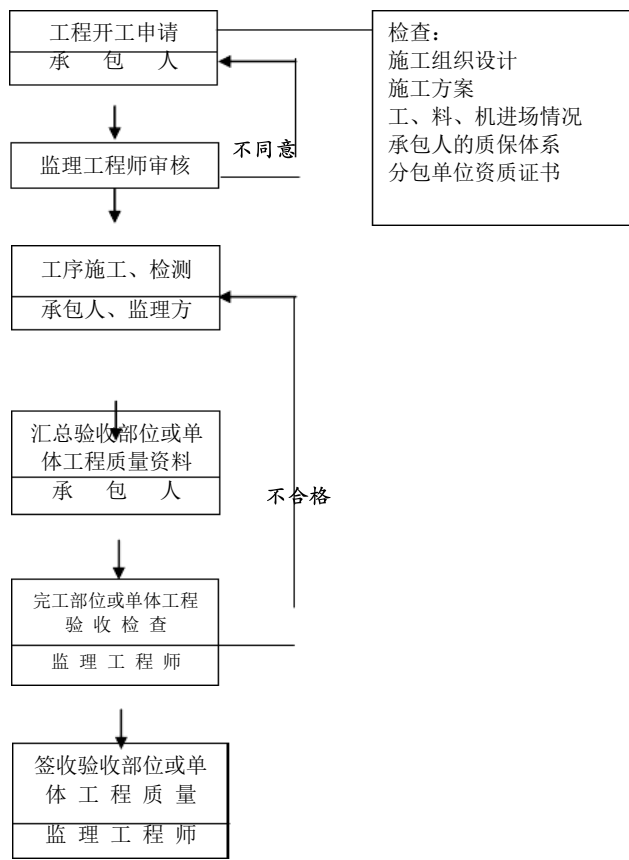 工程开工申请
承 包 人
检查：
施工组织设计
施工方案
工、料、机进场情况
承包人的质保体系
分包单位资质证书
不同意
监理工程师审核
工序施工、检测
承包人、监理方
汇总验收部位或单
体工程质量资料
承 包 人
不合格
完工部位或单体工程
验 收 检 查
监 理 工 程 师
签收验收部位或单
体 工 程 质 量
监 理 工 程 师